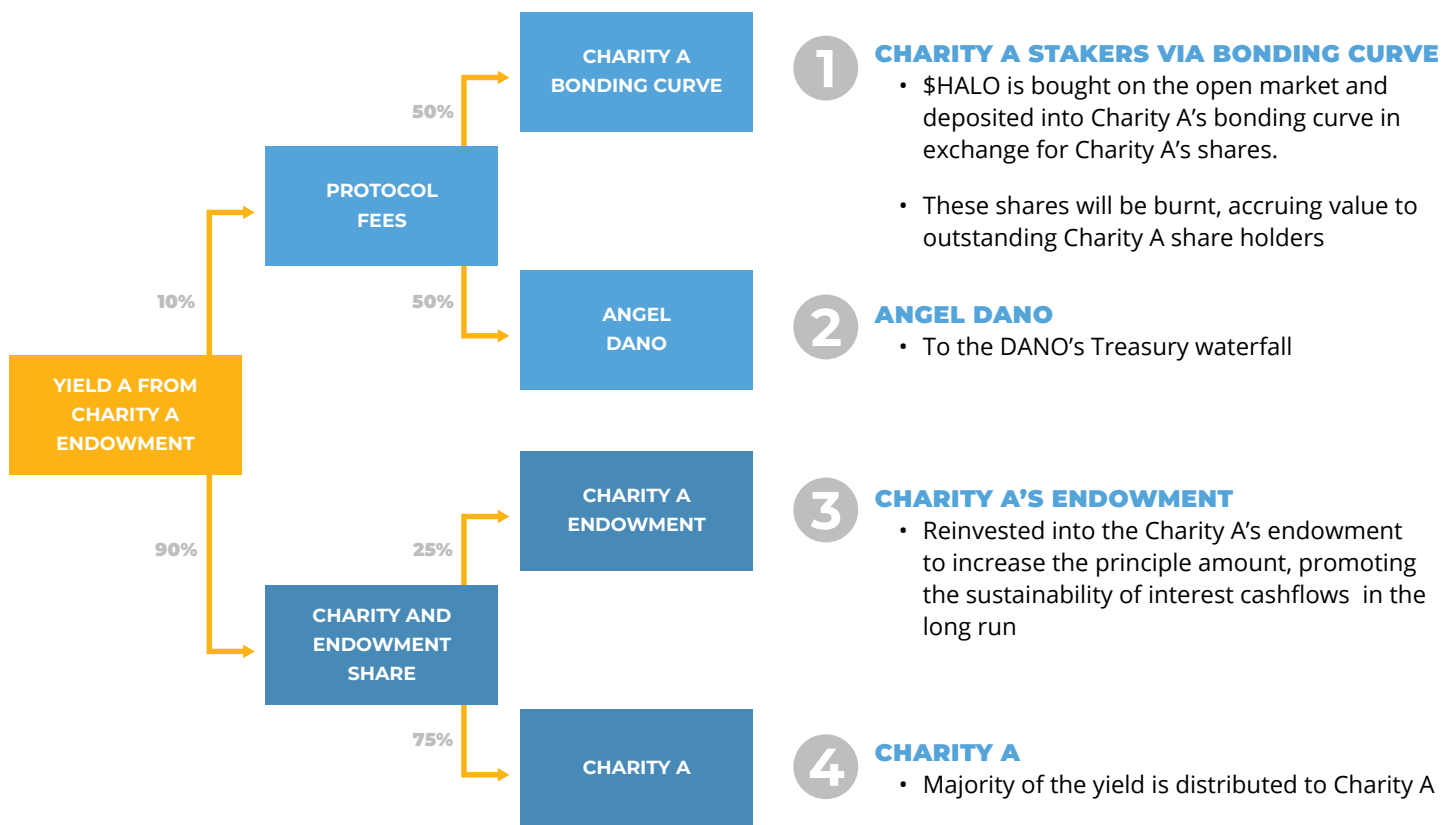 YIELD A FROM
CHARITY A
ENDOWMENT
10%
90%
PROTOCOL
FEES
CHARITY AND
ENDOWMENT
SHARE
50%
50%
25%
75%
CHARITY A
BONDING CURVE
ANGEL
DANO
CHARITY A
ENDOWMENT
CHARITY A
1
CHARITY A STAKERS VIA BONDING CURVE
• $HALO is bought on the open market and
deposited into Charity A’s bonding curve in
exchange for Charity A’s shares.
• These shares will be burnt, accruing value to
outstanding Charity A share holders
2
ANGEL DANO
• To the DANO’s Treasury waterfall
3
CHARITY A’S ENDOWMENT
• Reinvested into the Charity A’s endowment
to increase the principle amount, promoting
the sustainability of interest cashflows in the
long run
4
CHARITY A
• Majority of the yield is distributed to Charity A